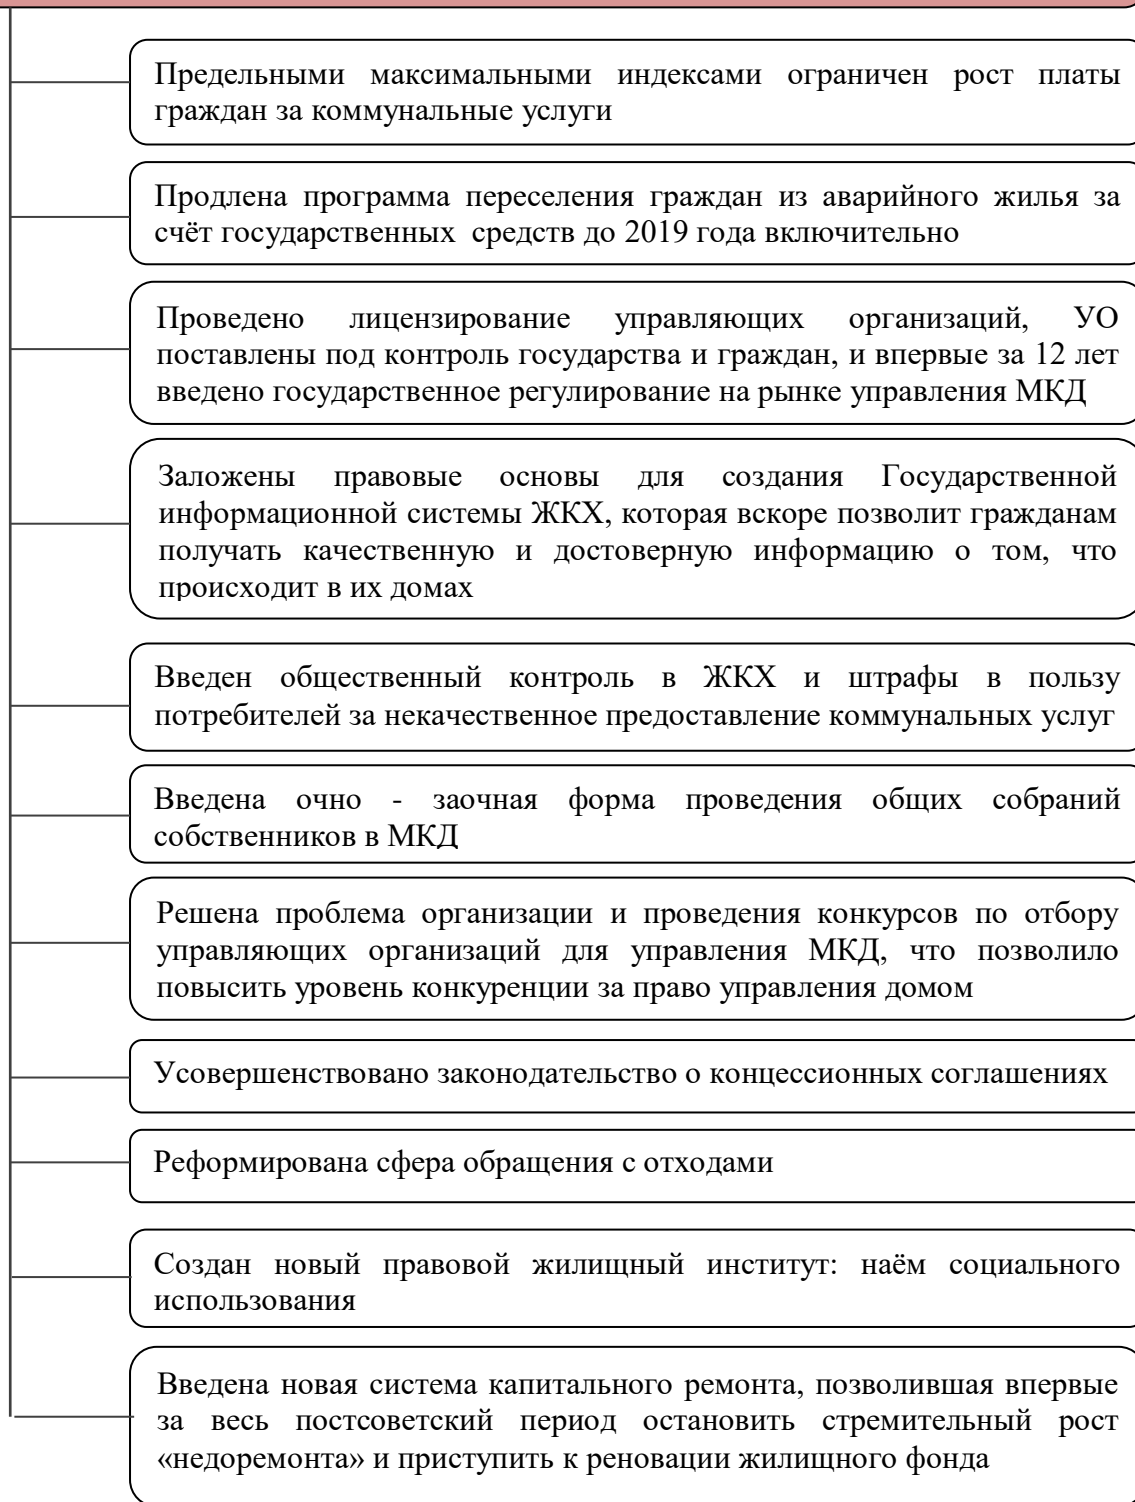 Предельными максимальными индексами ограничен рост платы
граждан за коммунальные услуги
Продлена программа переселения граждан из аварийного жилья за
счёт государственных средств до 2019 года включительно
Проведено лицензирование управляющих организаций, УО
поставлены под контроль государства и граждан, и впервые за 12 лет
введено государственное регулирование на рынке управления МКД
Заложены правовые основы для создания Государственной
информационной системы ЖКХ, которая вскоре позволит гражданам
получать качественную и достоверную информацию о том, что
происходит в их домах
Введен общественный контроль в ЖКХ и штрафы в пользу
потребителей за некачественное предоставление коммунальных услуг
Введена очно - заочная форма проведения общих собраний
собственников в МКД
Решена проблема организации и проведения конкурсов по отбору
управляющих организаций для управления МКД, что позволило
повысить уровень конкуренции за право управления домом
Усовершенствовано законодательство о концессионных соглашениях
Реформирована сфера обращения с отходами
Создан новый правовой жилищный институт: наём социального
использования
Введена новая система капитального ремонта, позволившая впервые
за весь постсоветский период остановить стремительный рост
«недоремонта» и приступить к реновации жилищного фонда